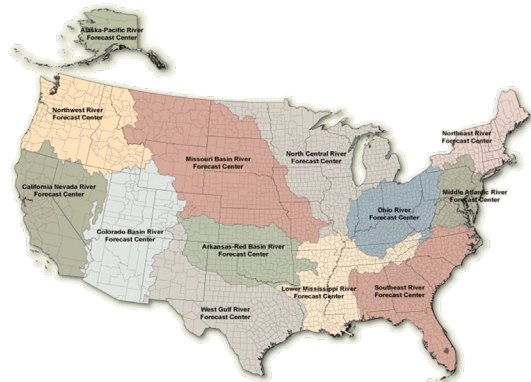 Alaska-Pacific River
Forecast Center
Northwest River
Forecast Center
Missouri Basin River
Forecast Center
North Central River
Forecast Center
Northeast River
Forecast Center
California Nevada River
Forecast Center
Middle Atlantic River
Forecast Center
Ohio River
Forecast Center
Colorado Basin River
Forecast Center
Arkansas-Red Basin River
Forecast Center
Lower Mississippi River
Forecast Center
Southeast River
Forecast Center
West Gulf River
Forecast Center